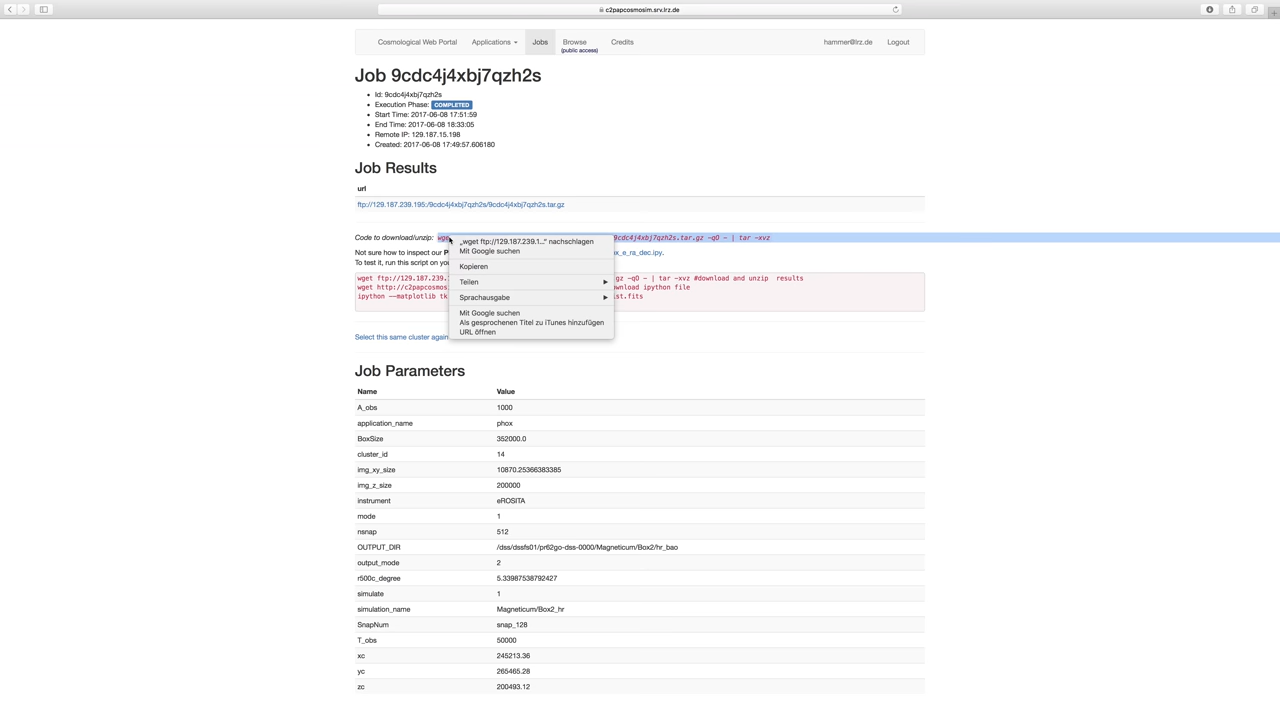 c2papcosmosim.srv.lrz.de
Cosmological Web Portal Applications Jobs Browse Credits hammer@lrz.de Logout
(public access)
Job 9cdc4j4xbj7qzh2s
Id: 9cdc4j4xbj7qzh2s
Execution Phase: COMPLETED
Start Time: 2017-06-08 17:51:59
End Time: 2017-06-08 18:33:05
Remote IP: 129.187.15.198
Created: 2017-06-08 17:49:57.606180
Job Results
url
ftp://129.187.239.195:/9cdc4j4xbj7qzh2s/9cdc4j4xbj7qzh2s.tar.gz
Code to download/unzip: 9cdc4j4xbj7qzh2s.tar.gz -qO - | tar -xvz
„wget ftp://129.187.239.1...“ nachschlagen
Mit Google suchen
Kopieren
Teilen
Sprachausgabe
Mit Google suchen
Als gesprochenen Titel zu iTunes hinzufügen
URL öffnen
Not sure how to inspect our P x_e_ra_dec.ipy.
To test it, run this script on you
wget ftp://129.187.239. gz -qO - | tar -xvz #download and unzip results
wget http://c2papcosmos wnload ipython file
ipython --matplotlib tk st.fits
Select this same cluster again
Job Parameters
Name Value
A_obs 1000
application_name phox
BoxSize 352000.0
cluster_id 14
img_xy_size 10870.25366383385
img_z_size 200000
instrument eROSITA
mode 1
nsnap 512
OUTPUT_DIR /dss/dssfs01/pr62go-dss-0000/Magneticum/Box2/hr_bao
output_mode 2
r500c_degree 5.33987538792427
simulate 1
simulation_name Magneticum/Box2_hr
SnapNum snap_128
T_obs 50000
xc 245213.36
yc 265465.28
zc 200493.12